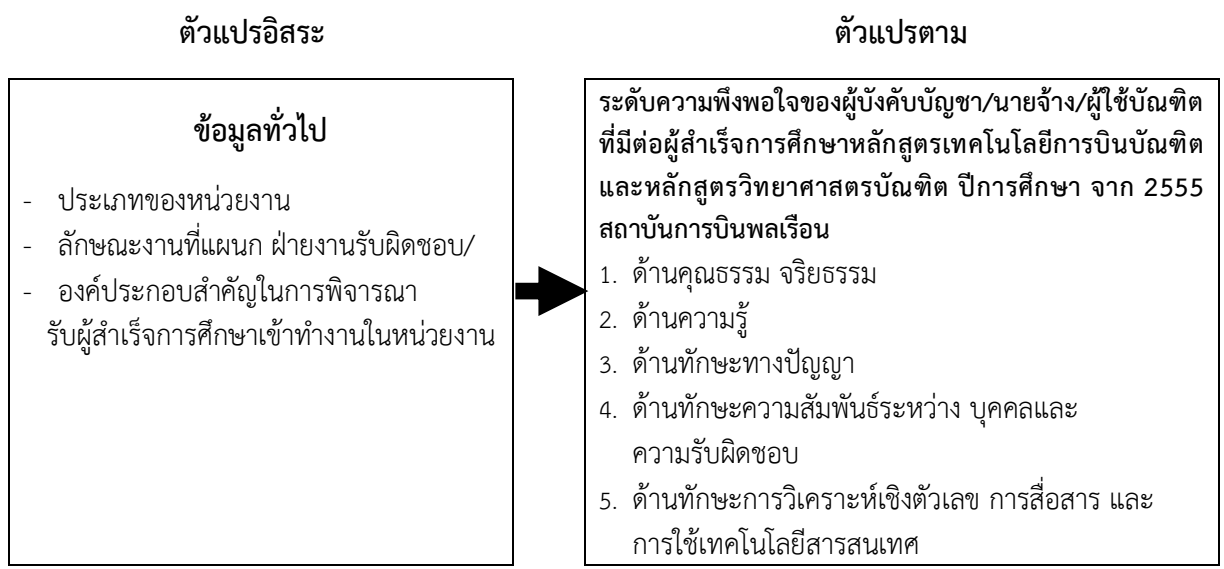 ตัวแปรอิสระ
ตัวแปรตาม
ข้อมูลทั่วไป
- ประเภทของหน่วยงาน
- ลักษณะงานที่แผนก ฝ่ายงานรับผิดชอบ/
- องค์ประกอบสำคัญในการพิจารณา
รับผู้สำเร็จการศึกษาเข้าทำงานในหน่วยงาน
ระดับความพึงพอใจของผู้บังคับบัญชา/นายจ้าง/ผู้ใช้บัณฑิต
ที่มีต่อผู้สำเร็จการศึกษาหลักสูตรเทคโนโลยีการบินบัณฑิต
และหลักสูตรวิทยาศาสตรบัณฑิต ปีการศึกษา จาก 2555
สถาบันการบินพลเรือน
1. ด้านคุณธรรม จริยธรรม
2. ด้านความรู้
3. ด้านทักษะทางปัญญา
4. ด้านทักษะความสัมพันธ์ระหว่าง บุคคลและ
ความรับผิดชอบ
5. ด้านทักษะการวิเคราะห์เชิงตัวเลข การสื่อสาร และ
การใช้เทคโนโลยีสารสนเทศ